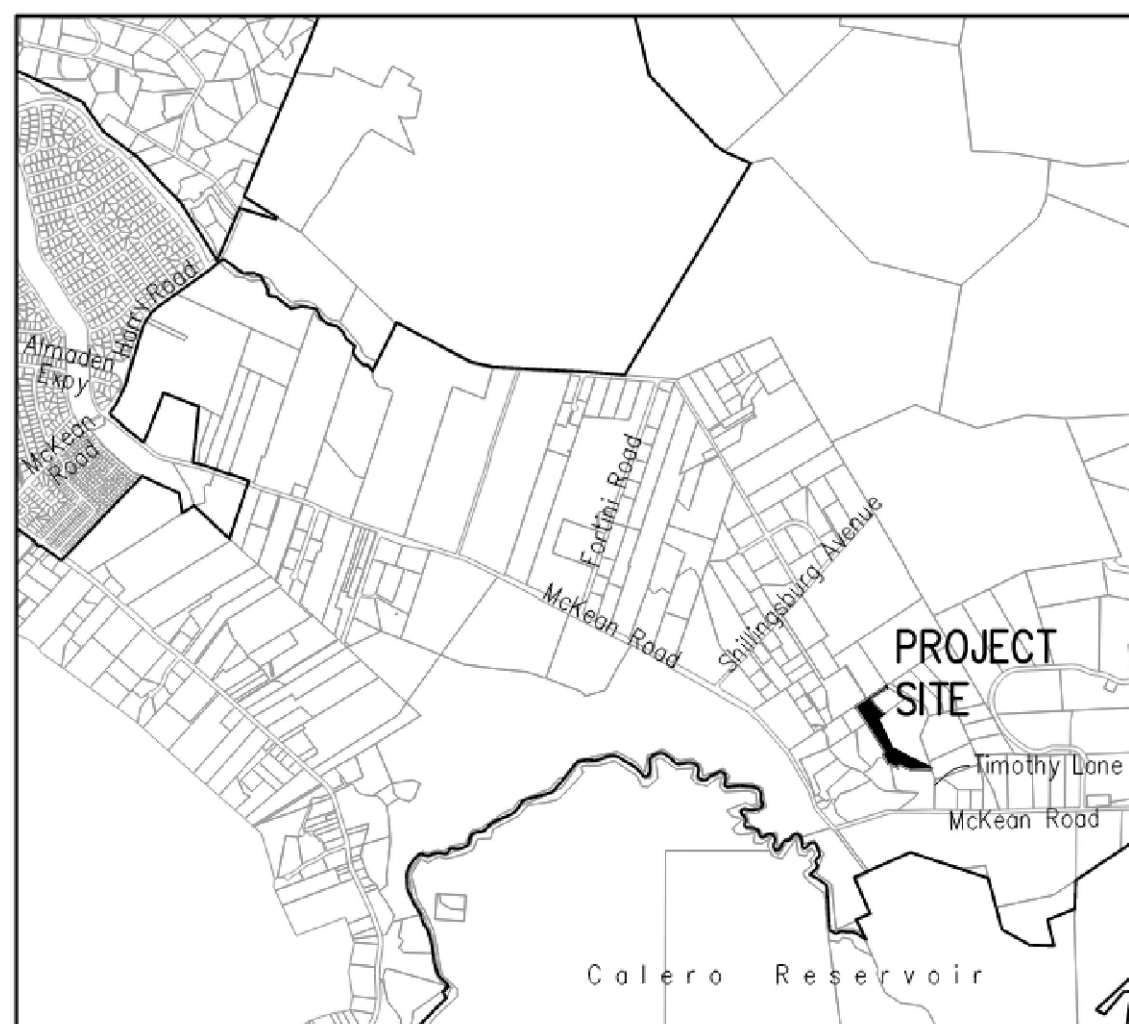 Harry Road
Almaden
Expy
McKean
Road
Fortini Road
McKean Road
Shillingsburg Avenue
PROJECT
SITE
Timothy Lane
McKean Road
Calero Reservoir